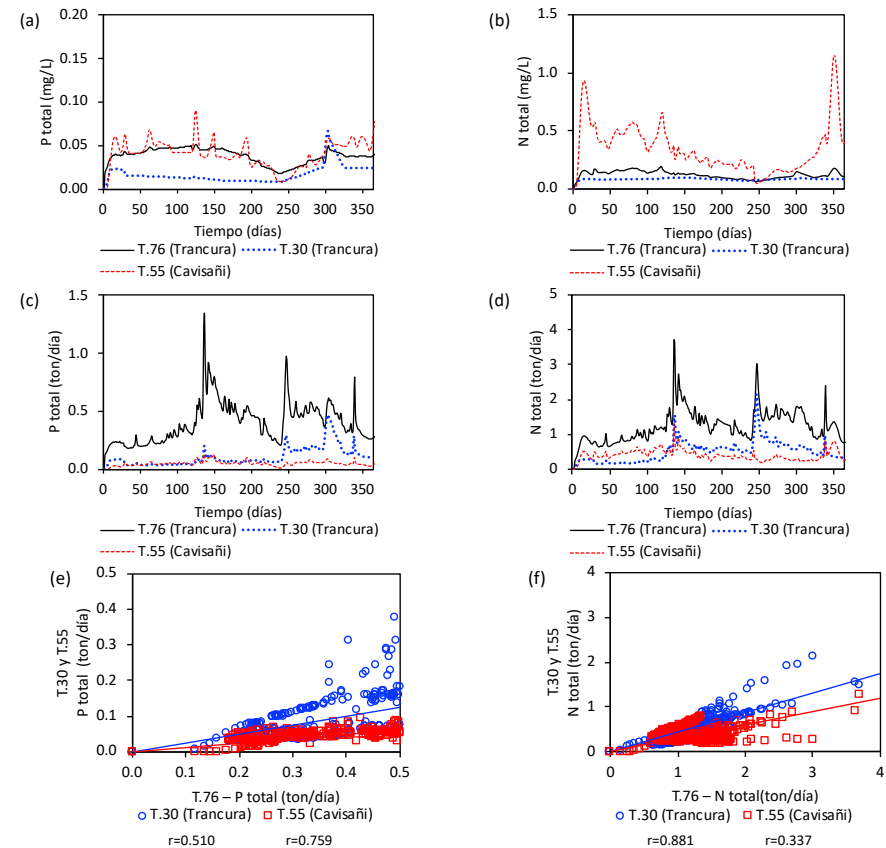 (a)
P total (mg/L)
0.20
0.15
0.10
0.05
0.00
0 50 100 150 200 250 300 350
Tiempo (días)
T.76 (Trancura) T.30 (Trancura)
T.55 (Cavisañi)
(b)
N total (mg/L)
1.5
1.0
0.5
0.0
0 50 100 150 200 250 300 350
Tiempo (días)
T.76 (Trancura) T.30 (Trancura)
T.55 (Cavisañi)
(c)
P total (ton/día)
1.5
1.0
0.5
0.0
0 50 100 150 200 250 300 350
Tiempo (días)
T.76 (Trancura) T.30 (Trancura)
T.55 (Cavisañi)
(d)
N total (ton/día)
5
4
3
2
1
0
0 50 100 150 200 250 300 350
Tiempo (días)
T.76 (Trancura) T.30 (Trancura)
T.55 (Cavisañi)
(e)
T.30 y T.55
P total (ton/día)
0.5
0.4
0.3
0.2
0.1
0.0
0.0 0.1 0.2 0.3 0.4 0.5
T.76 – P total (ton/día)
T.30 (Trancura) T.55 (Cavisañi)
r=0.510 r=0.759
(f)
T.30 y T.55
N total (ton/día)
4
3
2
1
0
0 1 2 3 4
T.76 – N total(ton/día)
T.30 (Trancura) T.55 (Cavisañi)
r=0.881 r=0.337